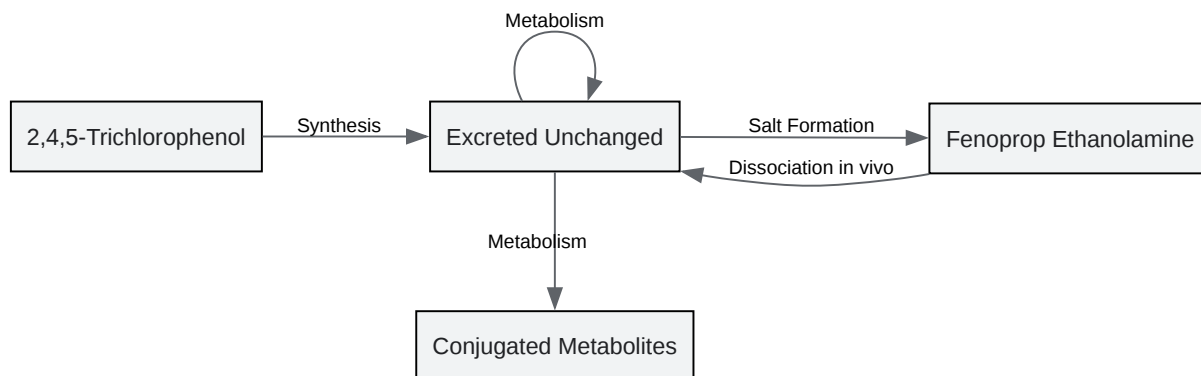 Metabolism
2,4,5-Trichlorophenol
Synthesis
Excreted Unchanged
Salt Formation
Fenoprop Ethanolamine
Dissociation in vivo
Metabolism
Conjugated Metabolites